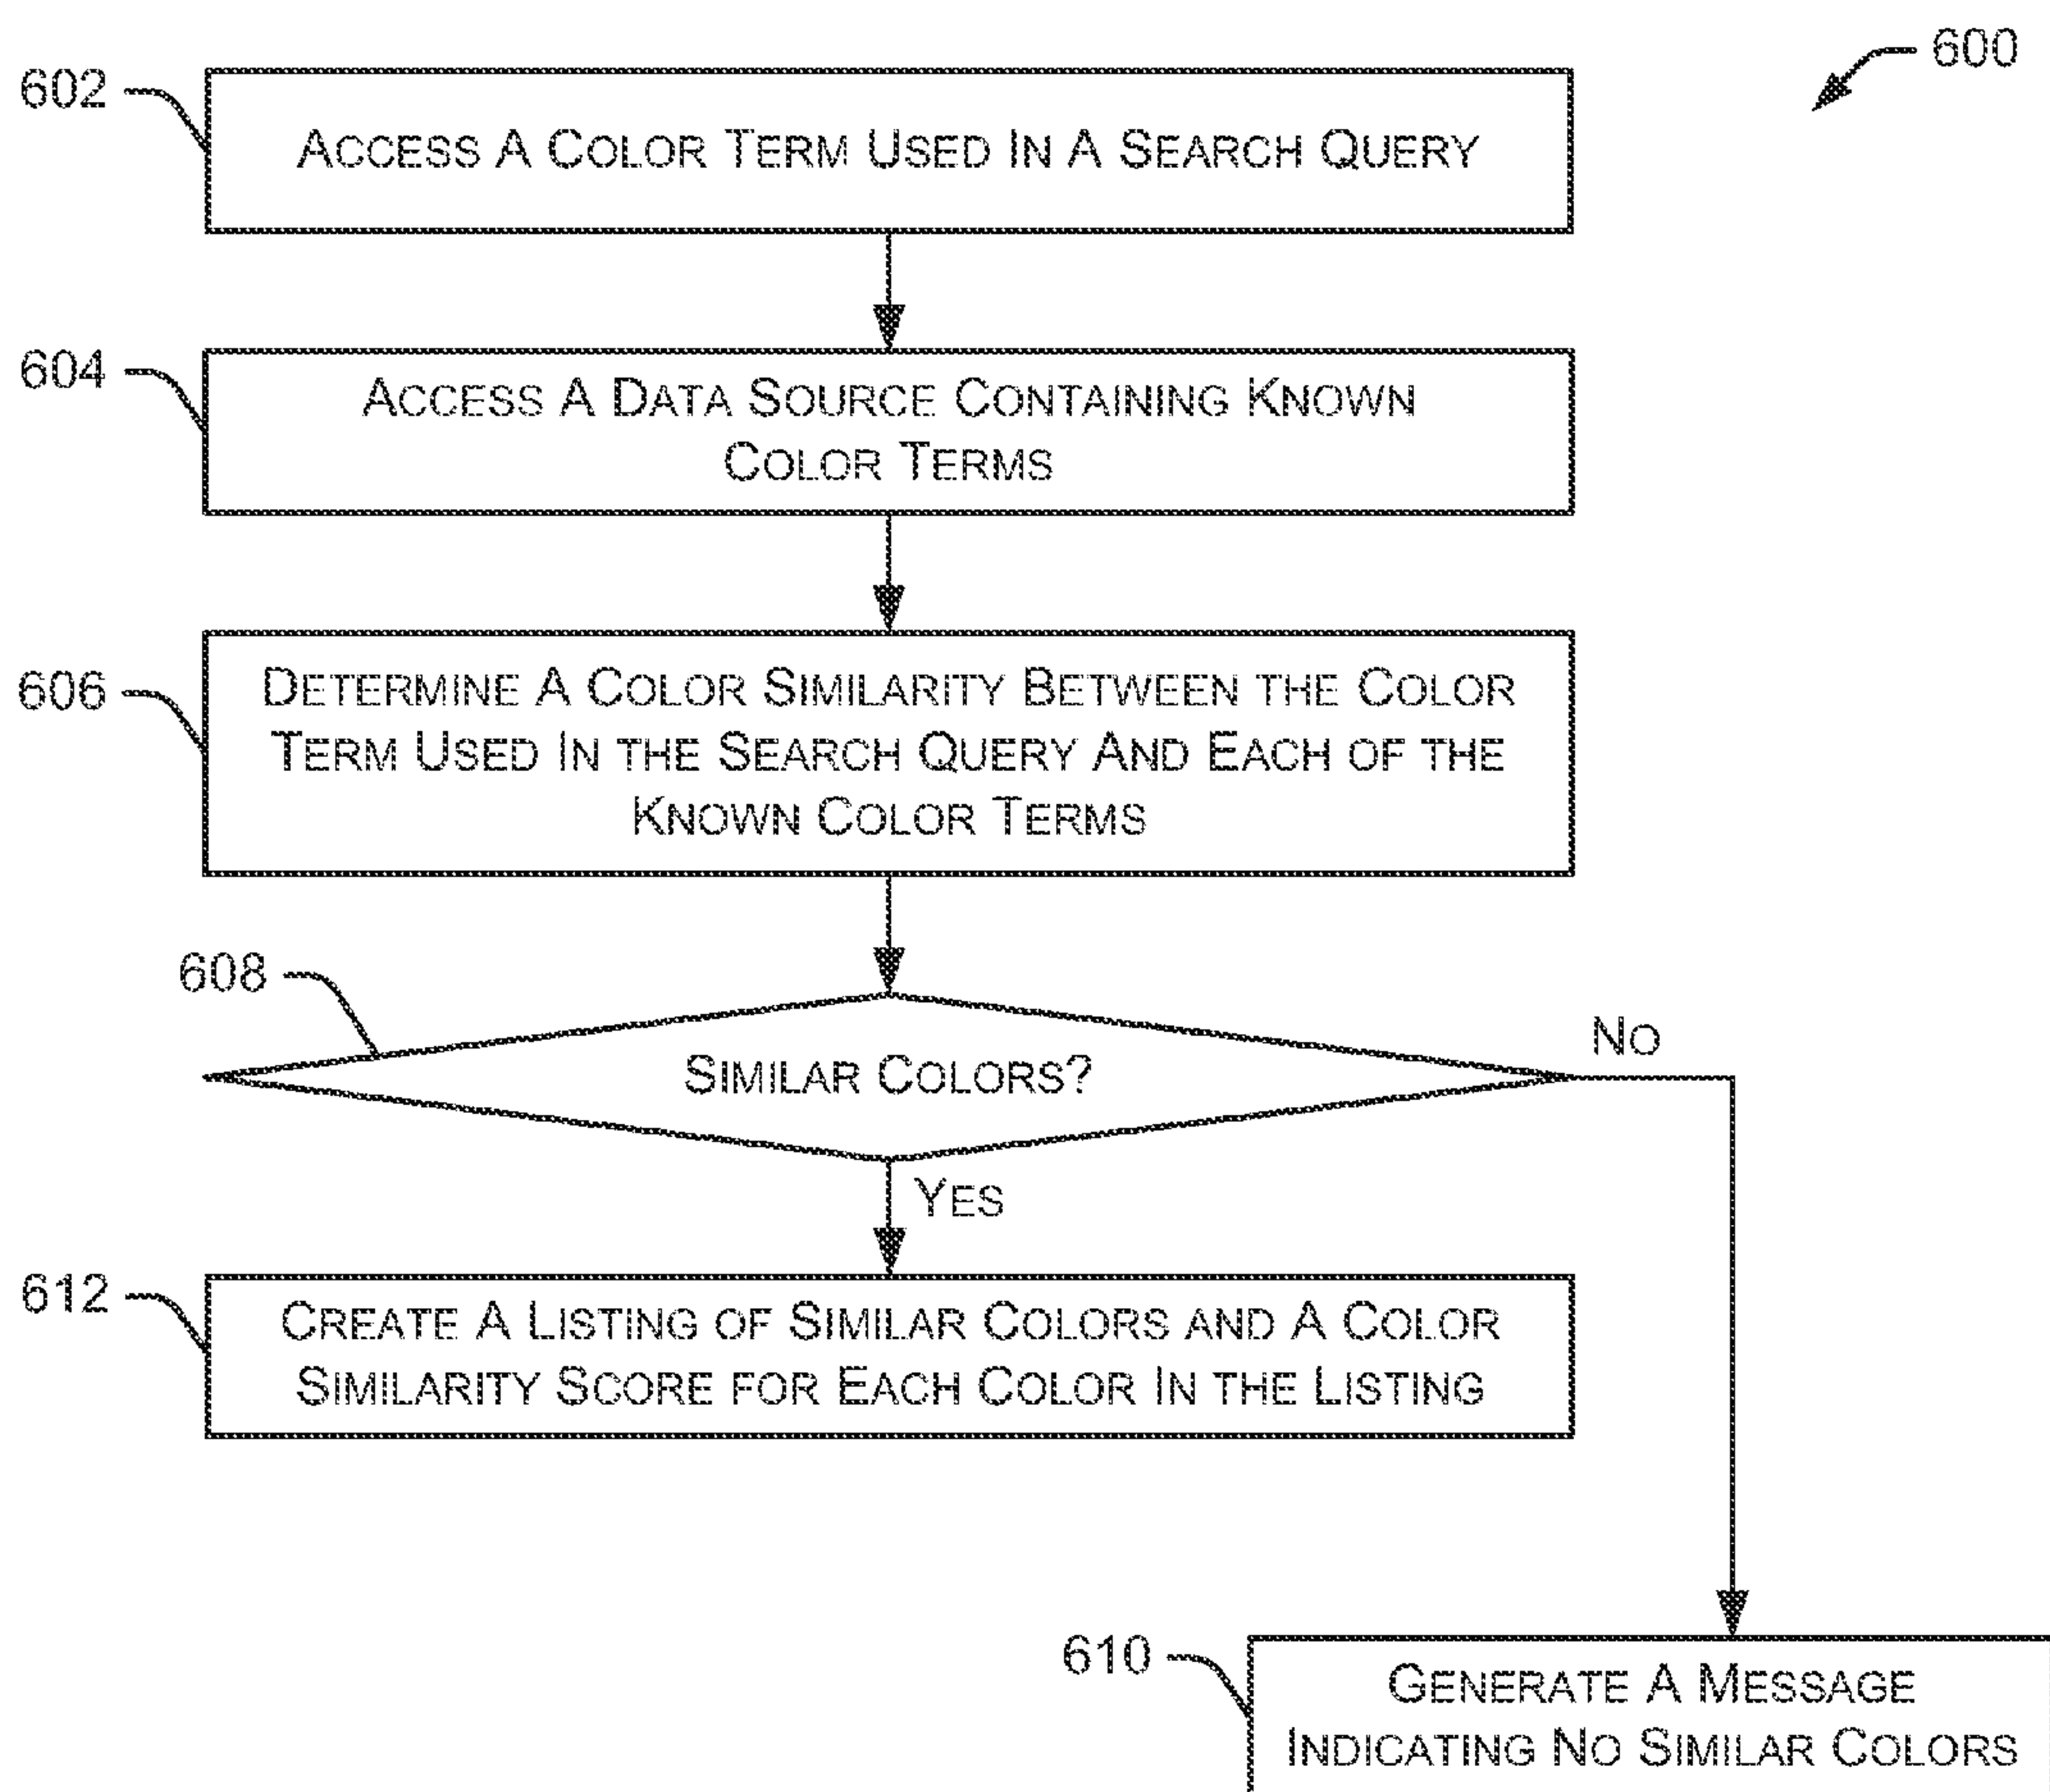 600
602
ACCESS A COLOR TERM USED IN A SEARCH QUERY
604
ACCESS A DATA SOURCE CONTAINING KNOWN
COLOR TERMS
606
DETERMINE A COLOR SIMILARITY BETWEEN THE COLOR
TERM USED IN THE SEARCH QUERY AND EACH OF THE
KNOWN COLOR TERMS
608
SIMILAR COLORS?
NO
YES
612
CREATE A LISTING OF SIMILAR COLORS AND A COLOR
SIMILARITY SCORE FOR EACH COLOR IN THE LISTING
610
GENERATE A MESSAGE
INDICATING NO SIMILAR COLORS